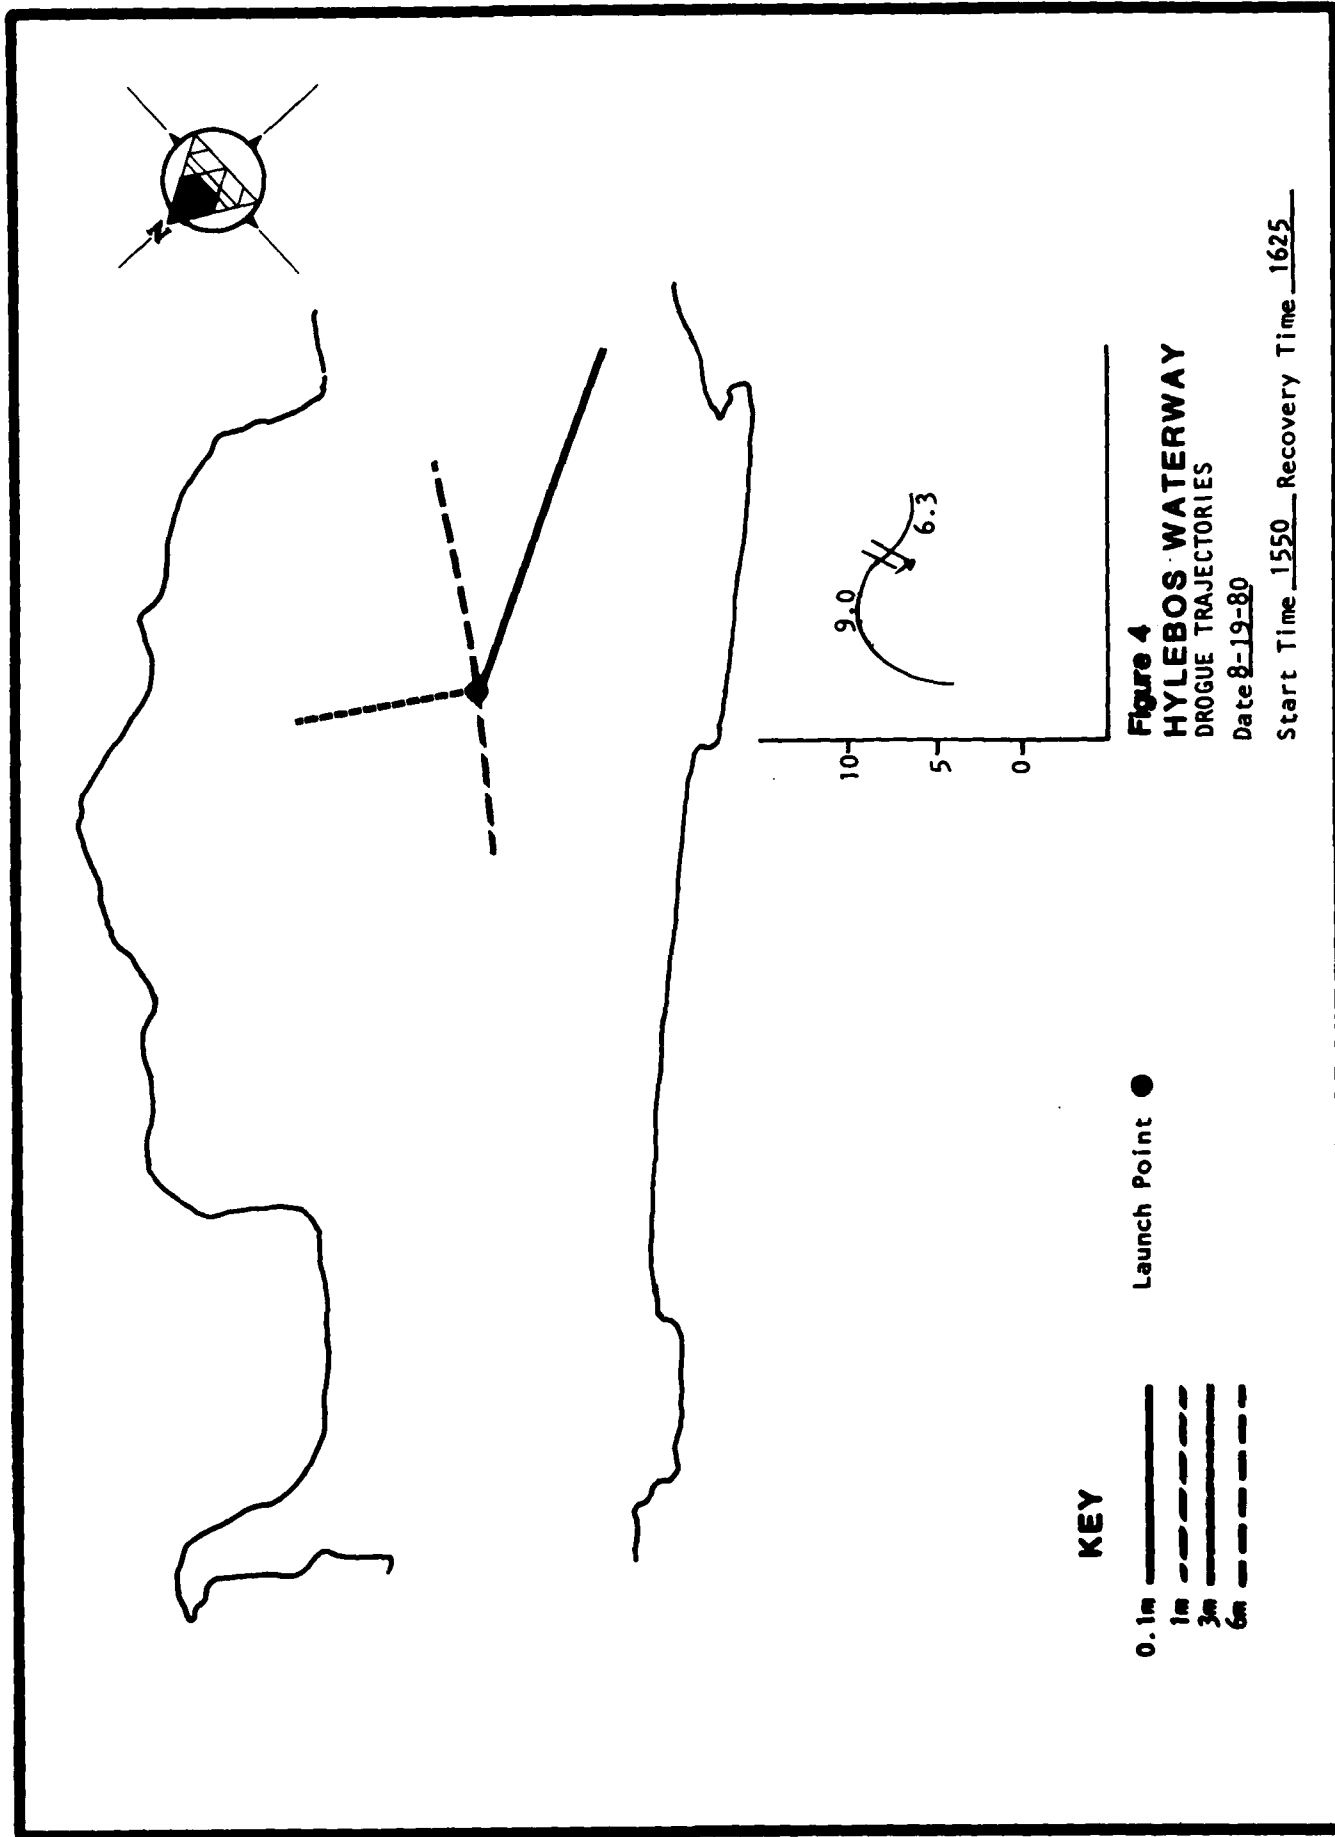 N
10
5
0
9.0
6.3
KEY
0.1m
1m
3m
6m
Launch Point
Figure 4
HYLEBOS WATERWAY
DROGUE TRAJECTORIES
Date 8-19-80
Start Time 1550 Recovery Time 1625